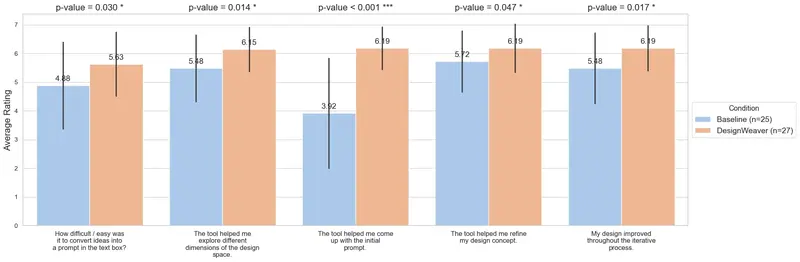 p-value = 0.030 * p-value = 0.014 * p-value < 0.001 *** p-value = 0.047 * p-value = 0.017 *
7
6
5
4
3
2
1
0
Average Rating
4.88
5.63
5.48
6.15
3.92
6.19
5.72
6.19
5.48
6.19
How difficult / easy was
it to convert ideas into
a prompt in the text box?
The tool helped me
explore different
dimensions of the design
space.
The tool helped me come
up with the initial
prompt.
The tool helped me refine
my design concept.
My design improved
throughout the iterative
process.
Condition
Baseline (n=25)
DesignWeaver (n=27)